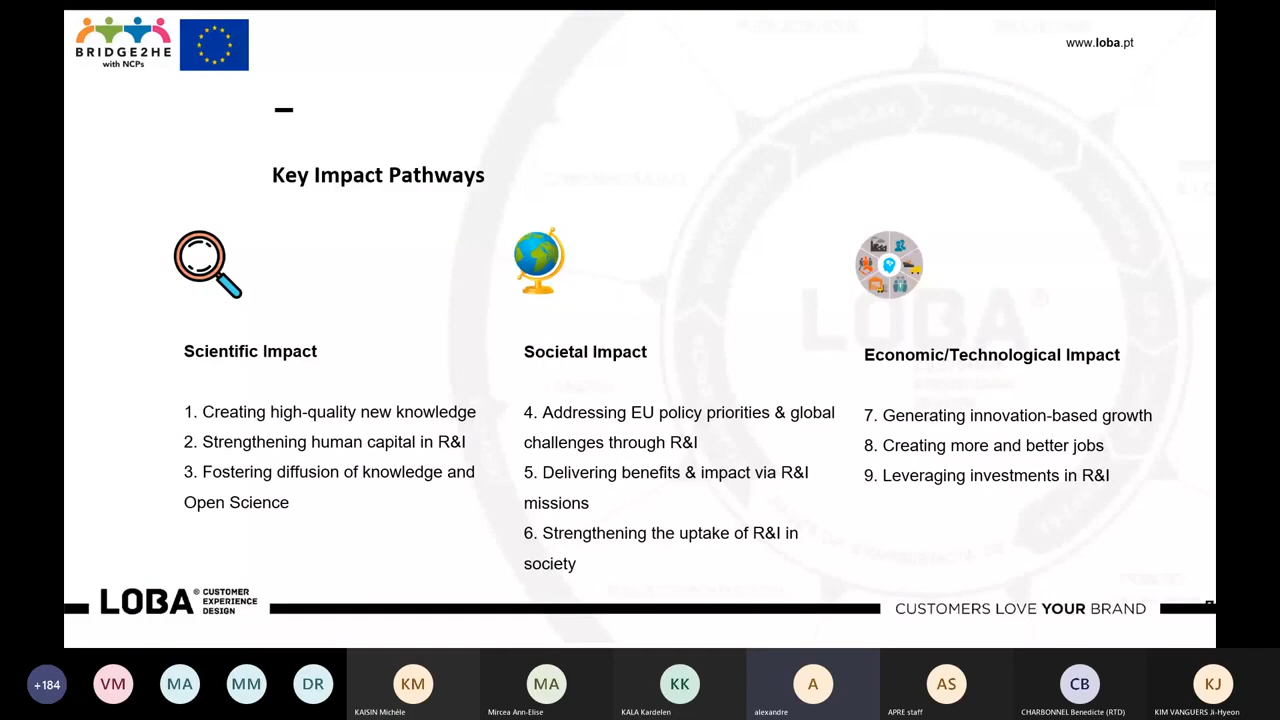 BRIDGE2HE
with NCPs
www.loba.pt
Key Impact Pathways
Scientific Impact
1. Creating high-quality new knowledge
2. Strengthening human capital in R&I
3. Fostering diffusion of knowledge and
Open Science
Societal Impact
4. Addressing EU policy priorities & global
challenges through R&I
5. Delivering benefits & impact via R&I
missions
6. Strengthening the uptake of R&I in
society
Economic/Technological Impact
7. Generating innovation-based growth
8. Creating more and better jobs
9. Leveraging investments in R&I
LOBA
LOBA® CUSTOMER
EXPERIENCE
DESIGN
CUSTOMERS LOVE YOUR BRAND
+184
VM
MA
MM
DR
KM
KAISIN Michèle
MA
Mircea Ann-Elise
KK
KALA Kardelen
A
alexandre
AS
APRE staff
CB
CHARBONNEL Benedicte (RTD)
KJ
KIM VANGUERS Ji-Hyeon